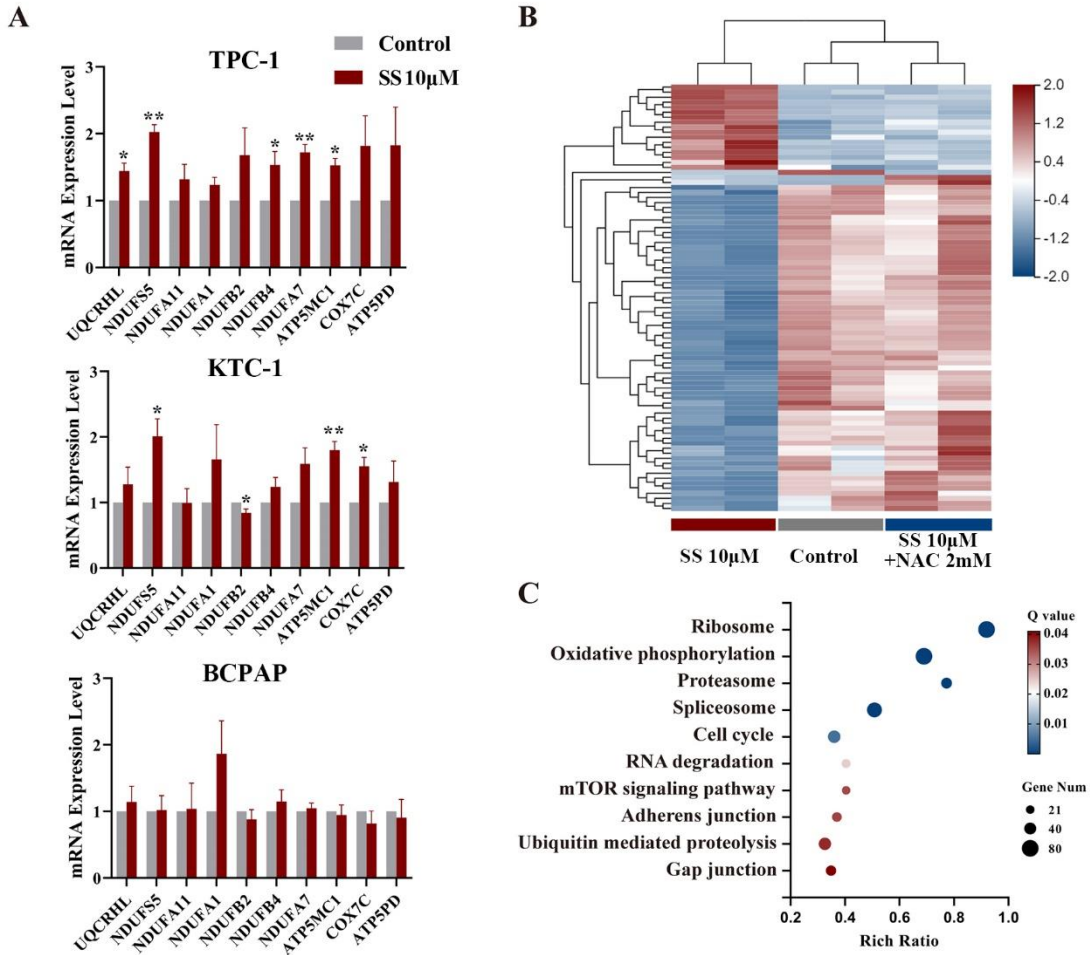 A
TPC-1
Control
SS 10μM
mRNA Expression Level
3
2
1
0
** 
* * ** *
UQCRHL NDUFS5 NDUFA11 NDUFA1 NDUFB2 NDUFB4 NDUFA7 ATP5MC1 COX7C ATP5PD
KTC-1
mRNA Expression Level
3
2
1
0
* * ** *
UQCRHL NDUFS5 NDUFA11 NDUFA1 NDUFB2 NDUFB4 NDUFA7 ATP5MC1 COX7C ATP5PD
BCPAP
mRNA Expression Level
3
2
1
0
UQCRHL NDUFS5 NDUFA11 NDUFA1 NDUFB2 NDUFB4 NDUFA7 ATP5MC1 COX7C ATP5PD
B
2.0
1.2
0.4
-0.4
-1.2
-2.0
SS 10μM
Control
SS 10μM
+NAC 2mM
C
Ribosome
Oxidative phosphorylation
Proteasome
Spliceosome
Cell cycle
RNA degradation
mTOR signaling pathway
Adherens junction
Ubiquitin mediated proteolysis
Gap junction
0.2 0.4 0.6 0.8 1.0
Rich Ratio
Q value
0.04
0.03
0.02
0.01
Gene Num
21
40
80